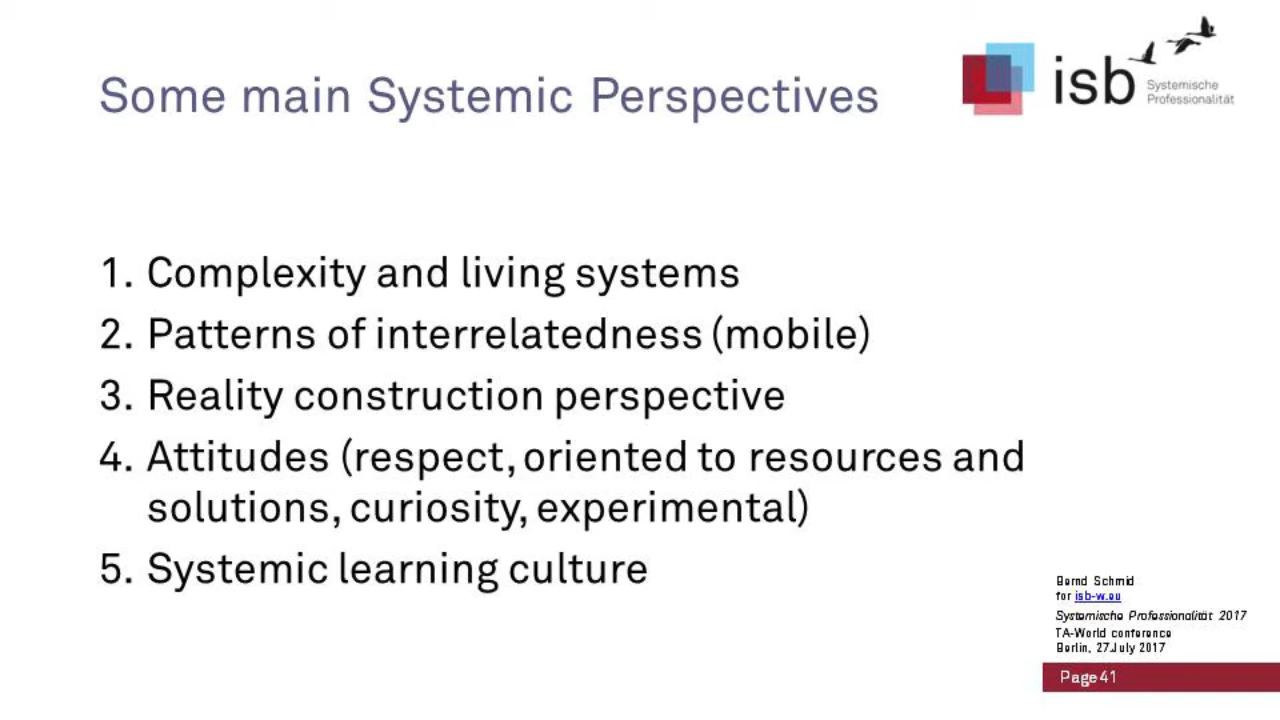 Some main Systemic Perspectives
isb
Systemische
Professionalität
1. Complexity and living systems
2. Patterns of interrelatedness (mobile)
3. Reality construction perspective
4. Attitudes (respect, oriented to resources and
solutions, curiosity, experimental)
5. Systemic learning culture
Bernd Schmid
for isb-w.eu
Systemische Professionalität 2017
TA-World conference
Berlin, 27.July 2017
Page 41